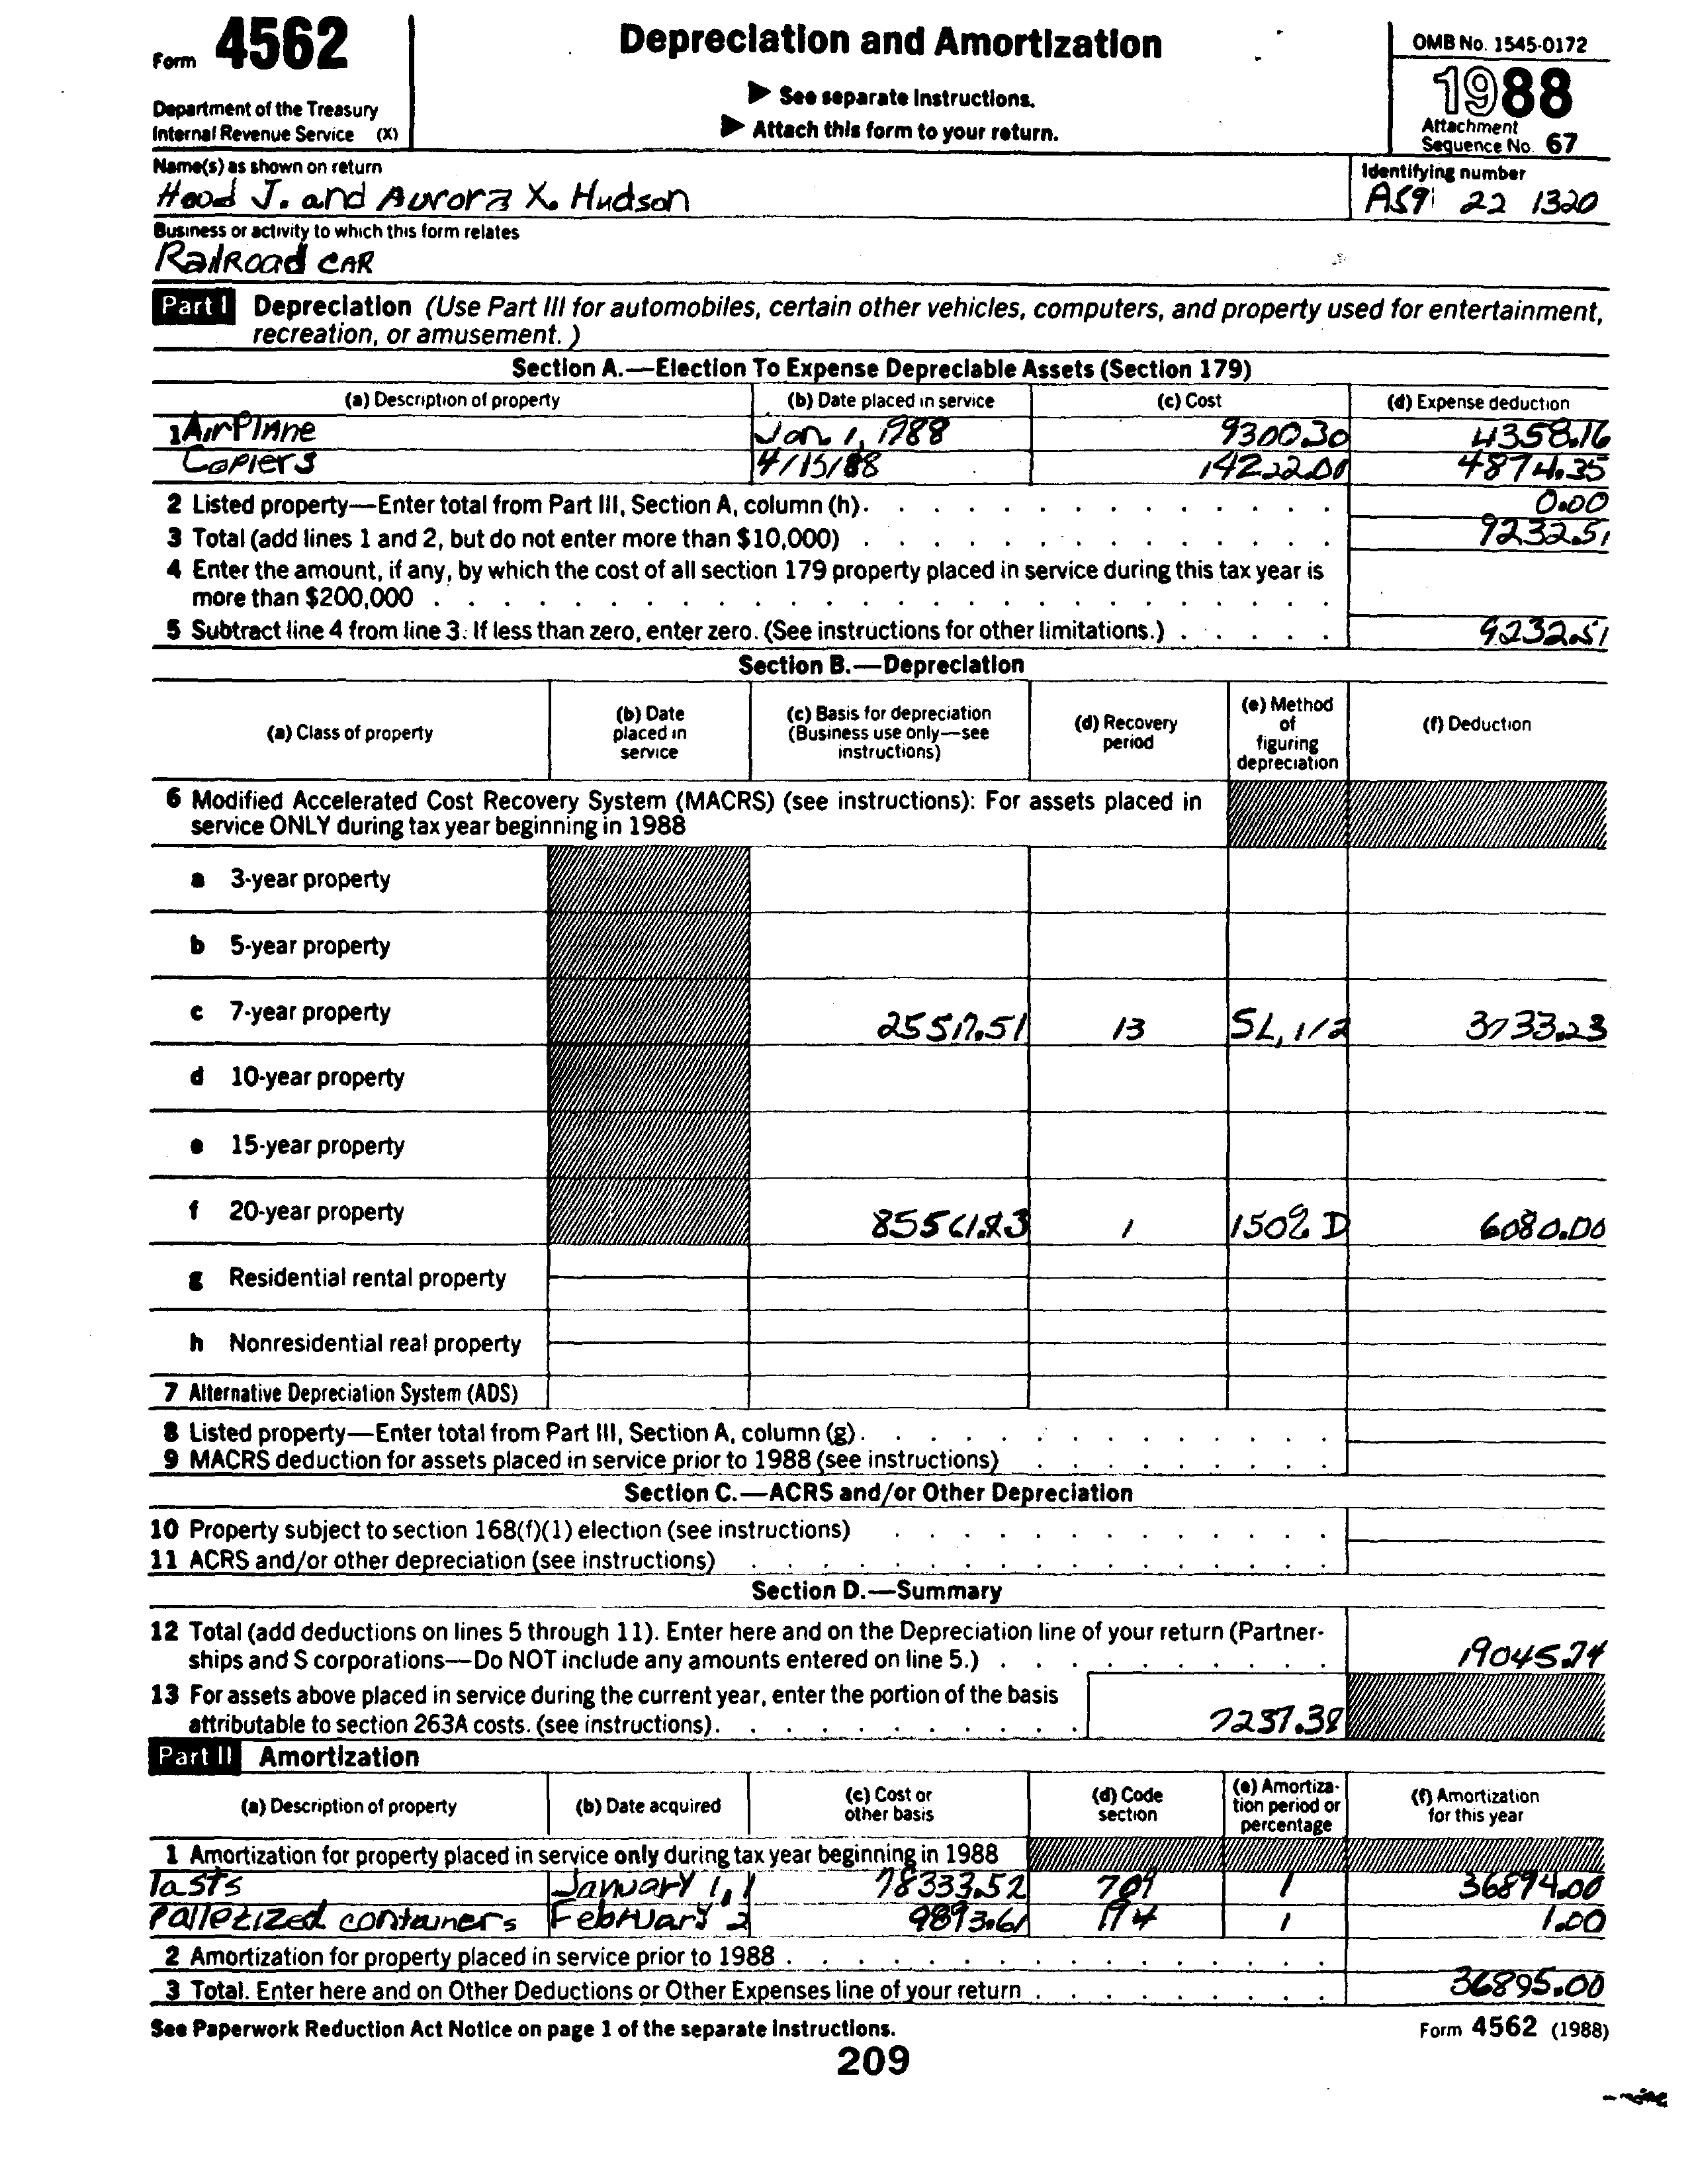 Form 4562
Department of the Treasury
Internal Revenue Service (X)
Depreciation and Amortization
▶ See separate Instructions.
▶ Attach this form to your return.
OMB No. 1545-0172
1988
Attachment
Sequence No. 67
Name(s) as shown on return
Hood J. and Aurora X. Hudson
Identifying number
A59 22 1320
Business or activity to which this form relates
Railroad CAR
Part I Depreciation (Use Part III for automobiles, certain other vehicles, computers, and property used for entertainment,
recreation, or amusement.)
Section A.—Election To Expense Depreciable Assets (Section 179)
(a) Description of property (b) Date placed in service (c) Cost (d) Expense deduction
1 AirPlane Jan. 1, 1988 9300.30 4358.16
Copiers 4/15/88 14222.00 4874.35
2 Listed property—Enter total from Part III, Section A, column (h). 0.00
3 Total (add lines 1 and 2, but do not enter more than $10,000) 9232.51
4 Enter the amount, if any, by which the cost of all section 179 property placed in service during this tax year is
more than $200,000
5 Subtract line 4 from line 3. If less than zero, enter zero. (See instructions for other limitations.) 9232.51
Section B.—Depreciation
(a) Class of property
(b) Date placed in service
(c) Basis for depreciation (Business use only—see instructions)
(d) Recovery period
(e) Method of figuring depreciation
(f) Deduction
6 Modified Accelerated Cost Recovery System (MACRS) (see instructions): For assets placed in
service ONLY during tax year beginning in 1988
a 3-year property
b 5-year property
c 7-year property 13 SL, 1/2 3733.23
d 10-year property
e 15-year property
f 20-year property 1 150% D 6080.00
g Residential rental property
h Nonresidential real property
7 Alternative Depreciation System (ADS)
8 Listed property—Enter total from Part III, Section A, column (g).
9 MACRS deduction for assets placed in service prior to 1988 (see instructions)
Section C.—ACRS and/or Other Depreciation
10 Property subject to section 168(f)(1) election (see instructions)
11 ACRS and/or other depreciation (see instructions)
Section D.—Summary
12 Total (add deductions on lines 5 through 11). Enter here and on the Depreciation line of your return (Partner-
ships and S corporations—Do NOT include any amounts entered on line 5.) 19045.74
13 For assets above placed in service during the current year, enter the portion of the basis
attributable to section 263A costs. (see instructions). 7237.38
Part II Amortization
(a) Description of property
(b) Date acquired
(c) Cost or other basis
(d) Code section
(e) Amortiza-
tion period or
percentage
(f) Amortization for this year
1 Amortization for property placed in service only during tax year beginning in 1988
Tasts January 1, 1 78333.52 709 1 36894.00
Palletized containers February 2 9893.61 194 1 1.00
2 Amortization for property placed in service prior to 1988
3 Total. Enter here and on Other Deductions or Other Expenses line of your return 36895.00
See Paperwork Reduction Act Notice on page 1 of the separate Instructions.
Form 4562 (1988)
209